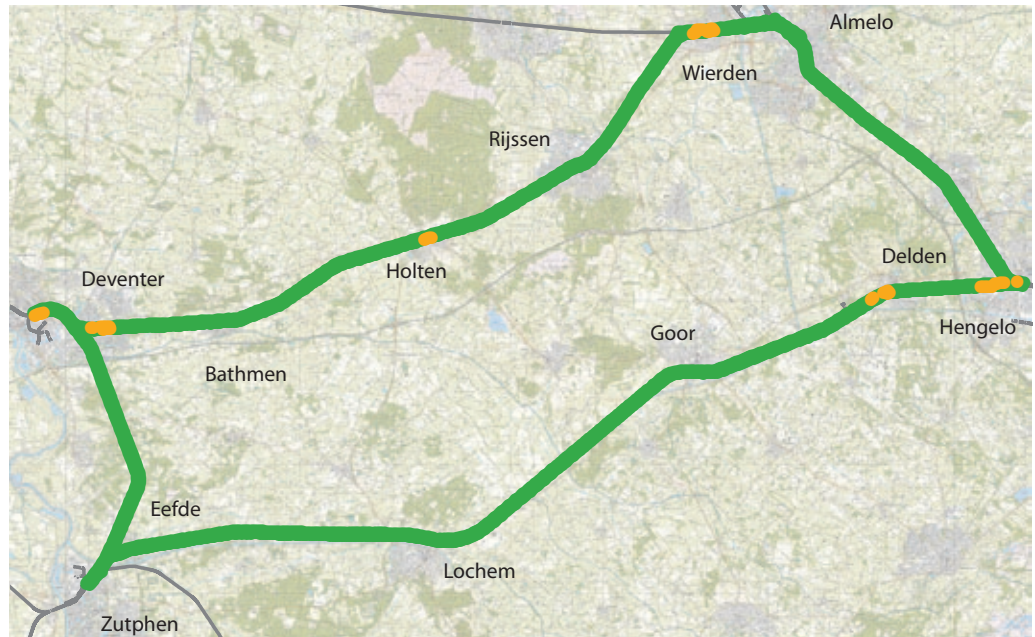 Almelo
Wierden
Rijssen
Delden
Holten
Deventer
Hengelo
Goor
Bathmen
Eefde
Lochem
Zutphen